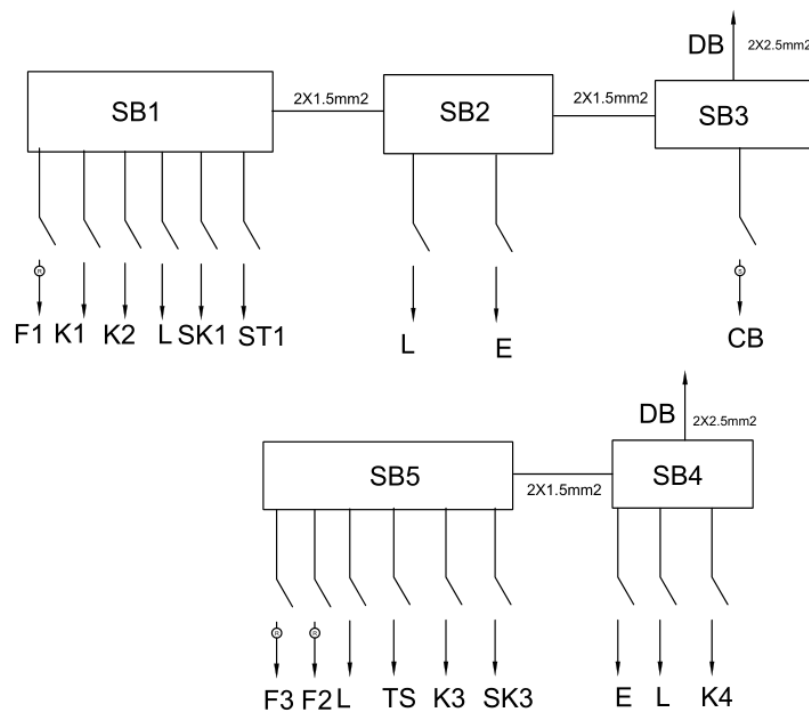 DB
2X2.5mm2
SB1
2X1.5mm2
SB2
2X1.5mm2
SB3
R
S
F1 K1 K2 L SK1 ST1
L E
CB
DB
2X2.5mm2
SB5
2X1.5mm2
SB4
R R
F3 F2 L TS K3 SK3
E L K4